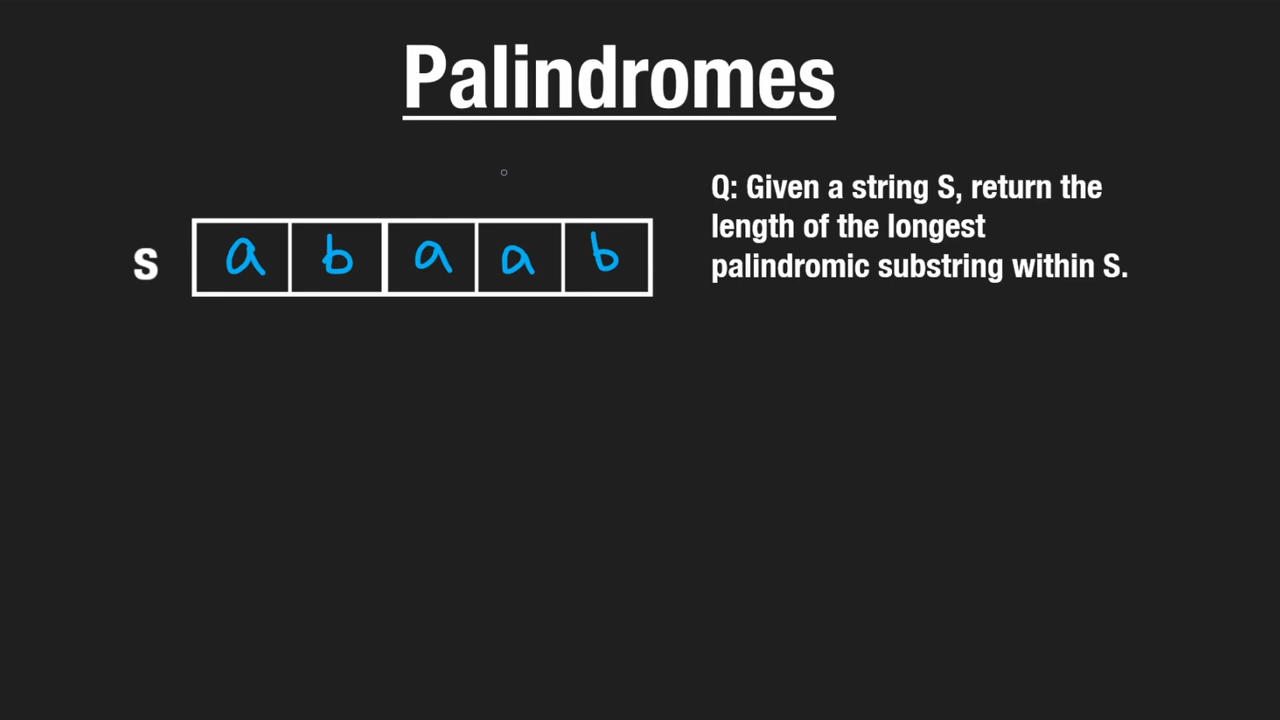 Palindromes
Q: Given a string S, return the
length of the longest
palindromic substring within S.
S a b a a b